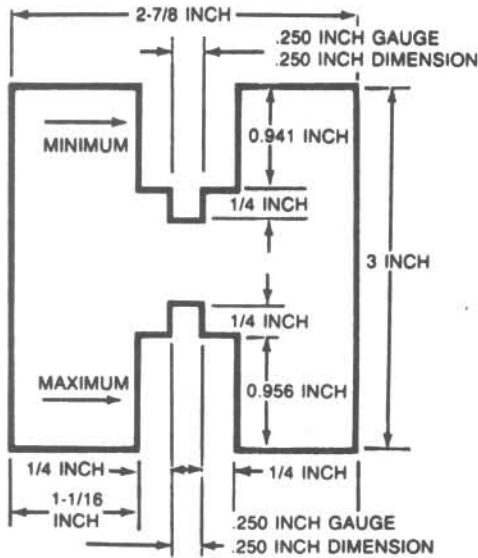 2-7/8 INCH
.250 INCH GAUGE
.250 INCH DIMENSION
MINIMUM
0.941 INCH
1/4 INCH
3 INCH
1/4 INCH
MAXIMUM
0.956 INCH
1/4 INCH
1/4 INCH
1-1/16
INCH
.250 INCH GAUGE
.250 INCH DIMENSION